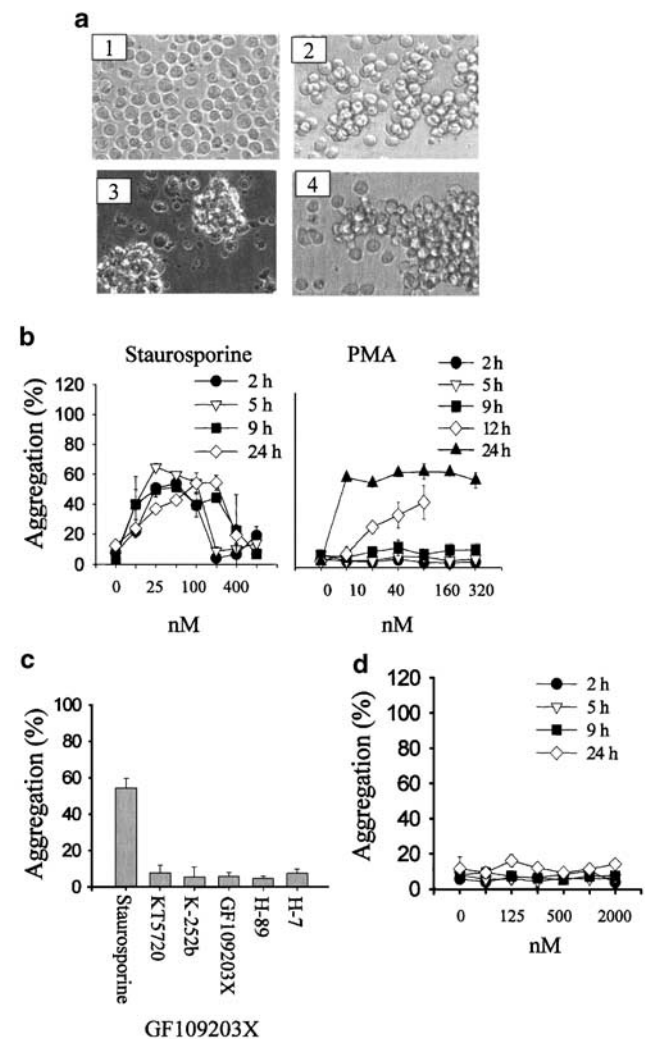 a
1
2
3
4
b
Staurosporine
PMA
2 h
5 h
9 h
24 h
2 h
5 h
9 h
12 h
24 h
Aggregation (%)
120
100
80
60
40
20
0
0 25 100 400
nM
0 10 40 160 320
nM
c
Aggregation (%)
100
80
60
40
20
0
Staurosporine
KT5720
K-252b
GF109203X
H-89
H-7
GF109203X
d
2 h
5 h
9 h
24 h
Aggregation (%)
120
100
80
60
40
20
0
0 125 500 2000
nM